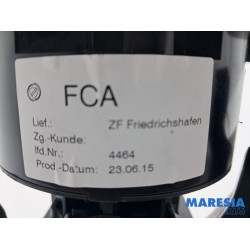 FCA
Lief.: ZF Friedrichshafen
Zg.-Kunde:
lfd.Nr.: 4464
Prod.-Datum: 23.06.15
MARESIA